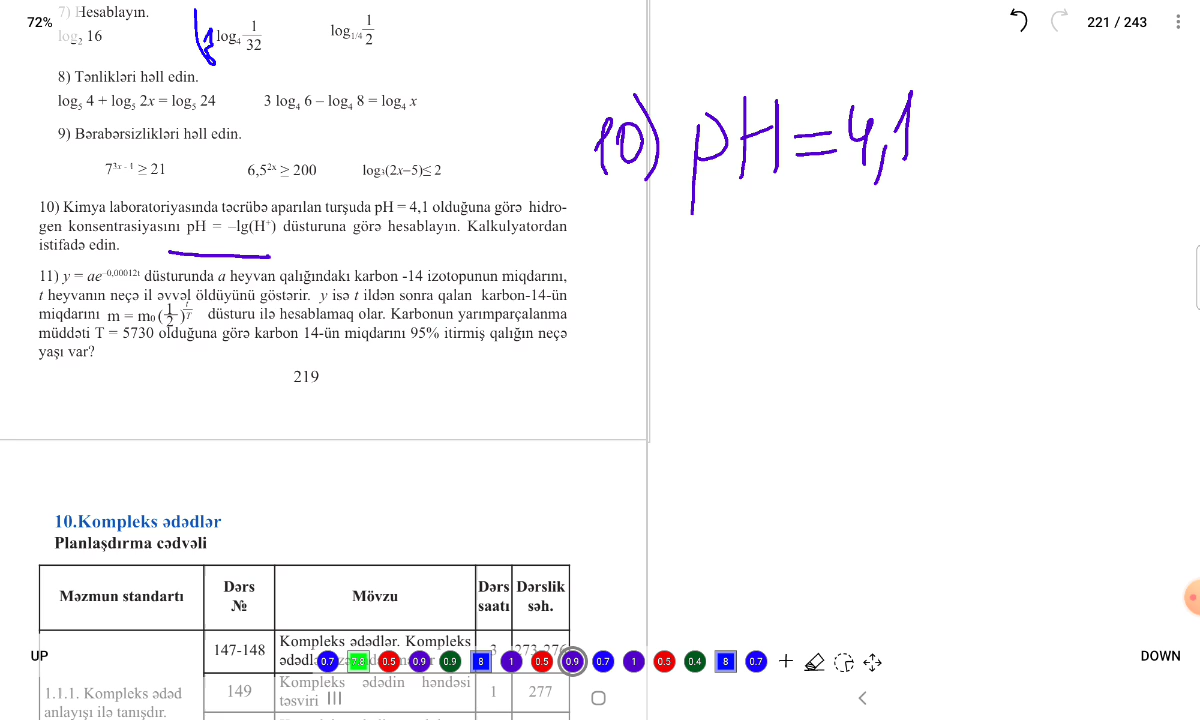 72%
7) Hesablayın.
log₂ 16
log₄ 1/32
log₁/₄ 1/2
221 / 243
8) Tənlikləri həll edin.
log₅ 4 + log₅ 2x = log₅ 24
3 log₄ 6 – log₄ 8 = log₄ x
9) Bərabərsizlikləri həll edin.
6,5²ˣ ≥ 200
log₃(2x–5) ≤ 2
10) pH = 4,1
10) Kimya laboratoriyasında təcrübə aparılan turşuda pH = 4,1 olduğuna görə hidro-
gen konsentrasiyasını pH = –lg(H⁺) düsturuna görə hesablayın. Kalkulyatordan
istifadə edin.
11) y = ae⁻⁰,⁰⁰⁰¹²ᵗ düsturunda a heyvan qalığındakı karbon -14 izotopunun miqdarını,
t heyvanın neçə il əvvəl öldüyünü göstərir. y isə t ildən sonra qalan karbon-14-ün
miqdarını m = m₀(1/2)^(t/T) düsturu ilə hesablamaq olar. Karbonun yarımparçalanma
müddəti T = 5730 olduğuna görə karbon 14-ün miqdarını 95% itirmiş qalığın neçə
yaşı var?
219
10.Kompleks ədədlər
Planlaşdırma cədvəli
Məzmun standartı
Dərs №
Mövzu
Dərs saatı
Dərslik səh.
147-148
Kompleks ədədlər. Kompleks
3
273-276
1.1.1. Kompleks ədəd
anlayışı ilə tanışdır.
149
Kompleks ədədin həndəsi
təsviri
1
277
UP
0.7 7.8 0.5 0.9 0.9 8 1 0.5 0.9 0.7 1 0.5 0.4 8 0.7
DOWN